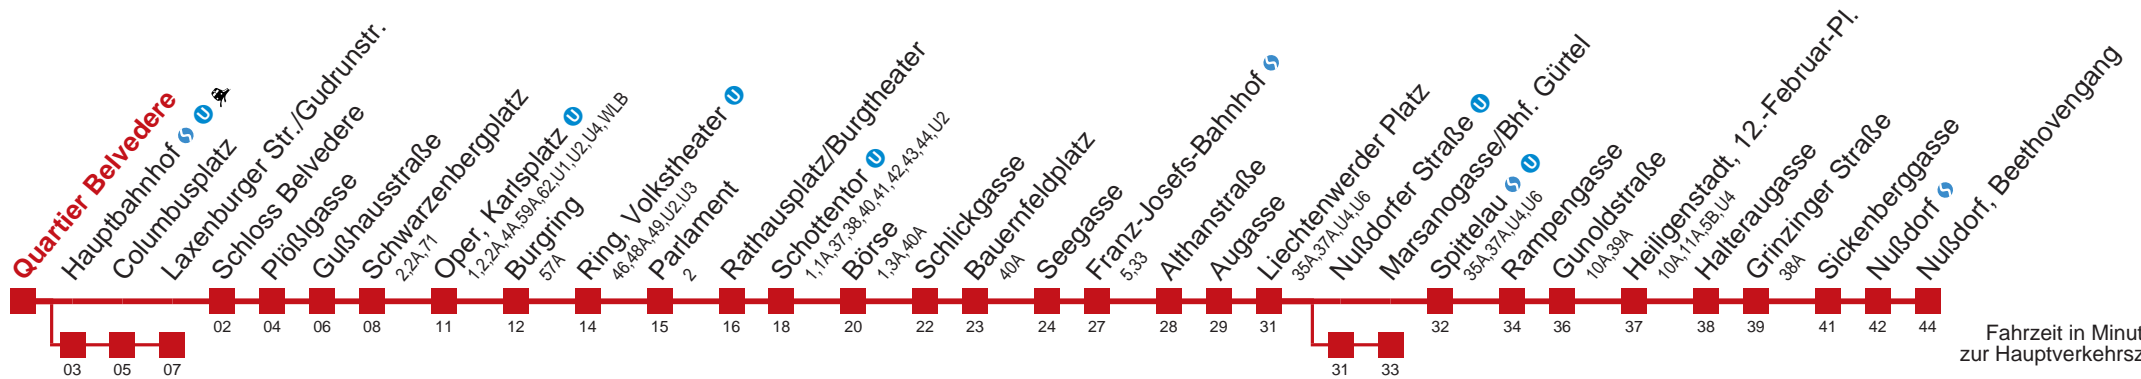 Quartier Belvedere
Hauptbahnhof S U
Columbusplatz
Laxenburger Str./Gudrunstr.
Schloss Belvedere
Plößlgasse
Gußhausstraße
Schwarzenbergplatz
2,2A,71
Oper, Karlsplatz U
1,2,2A,4A,59A,62,U1,U2,U4,WLB
Burgring
57A
Ring, Volkstheater U
46,48A,49,U2,U3
Parlament
2
Rathausplatz/Burgtheater
Schottentor U
1,1A,37,38,40,41,42,43,44,U2
Börse
1,3A,40A
Schlickgasse
Bauernfeldplatz
40A
Seegasse
Franz-Josefs-Bahnhof S
5,33
Althanstraße
Augasse
Liechtenwerder Platz
35A,37A,U4,U6
Nußdorfer Straße U
Marsanogasse/Bhf. Gürtel
Spittelau S U
35A,37A,U4,U6
Rampengasse
Gunoldstraße
10A,39A
Heiligenstadt, 12.-Februar-Pl.
10A,11A,5B,U4
Halteraugasse
Grinzinger Straße
38A
Sickenberggasse
Nußdorf S
Nußdorf, Beethovengang
02 04 06 08 11 12 14 15 16 18 20 22 23 24 27 28 29 31 32 34 36 37 38 39 41 42 44
03 05 07 31 33
Fahrzeit in Minut
zur Hauptverkehrsz